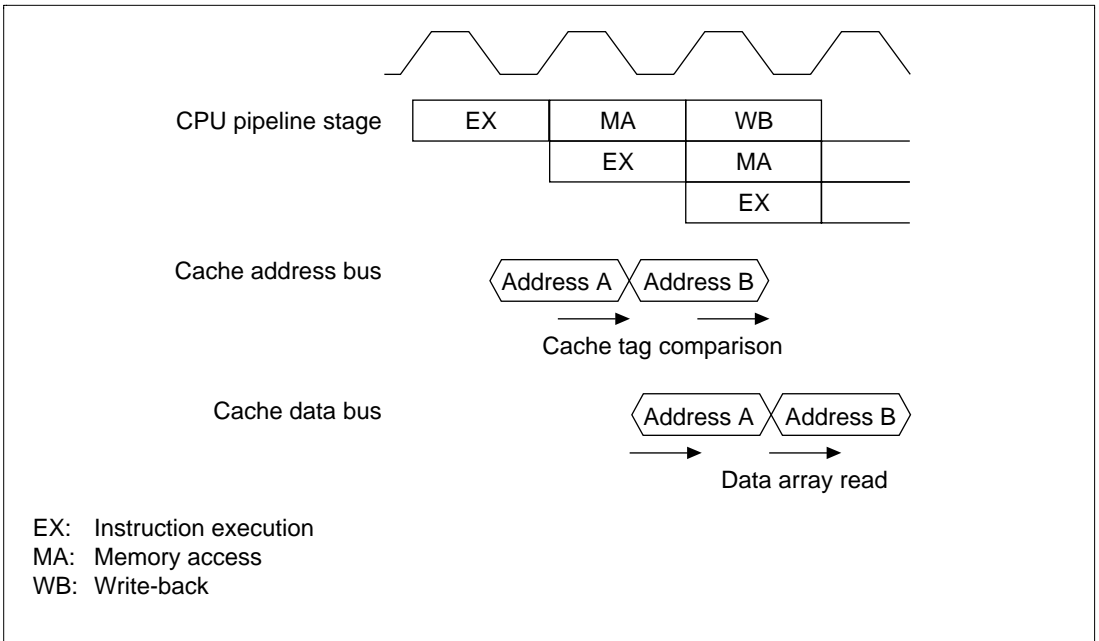 CPU pipeline stage EX MA WB
EX MA
EX
Cache address bus Address A Address B
Cache tag comparison
Cache data bus Address A Address B
Data array read
EX: Instruction execution
MA: Memory access
WB: Write-back